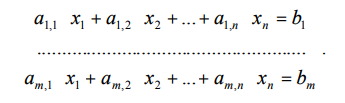 a₁,₁ x₁ + a₁,₂ x₂ + ... + a₁,ₙ xₙ = b₁
.................................................... .
aₘ,₁ x₁ + aₘ,₂ x₂ + ... + aₘ,ₙ xₙ = bₘ